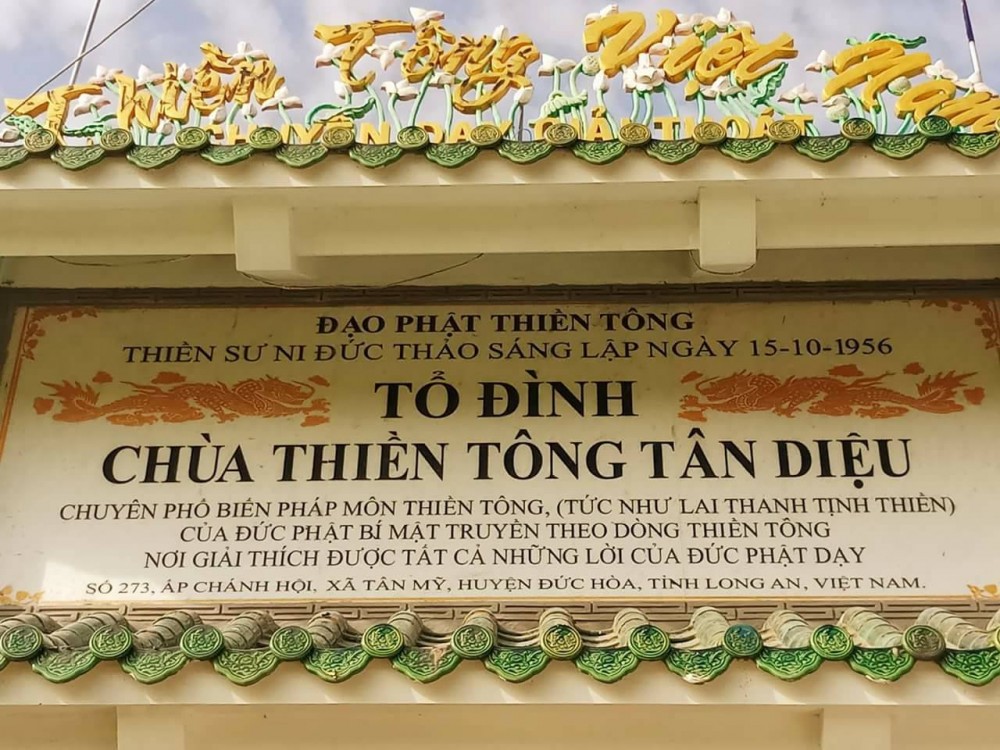 Thiền Tông Việt Nam
CHUYÊN DẠY GIẢI THOÁT
ĐẠO PHẬT THIỀN TÔNG
THIỀN SƯ NI ĐỨC THẢO SÁNG LẬP NGÀY 15-10-1956
TỔ ĐÌNH
CHÙA THIỀN TÔNG TÂN DIỆU
CHUYÊN PHỔ BIẾN PHÁP MÔN THIỀN TÔNG, (TỨC NHƯ LAI THANH TỊNH THIỀN)
CỦA ĐỨC PHẬT BÍ MẬT TRUYỀN THEO DÒNG THIỀN TÔNG
NƠI GIẢI THÍCH ĐƯỢC TẤT CẢ NHỮNG LỜI CỦA ĐỨC PHẬT DẠY
SỐ 273, ẤP CHÁNH HỘI, XÃ TÂN MỸ, HUYỆN ĐỨC HÒA, TỈNH LONG AN, VIỆT NAM.